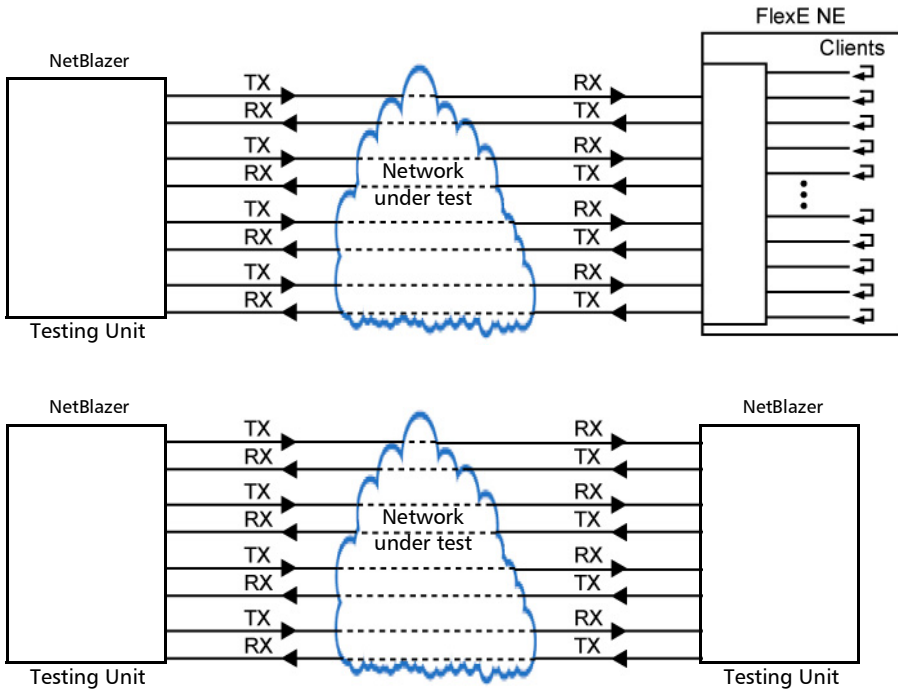 FlexE NE
NetBlazer
Clients
TX RX
RX TX
TX RX
RX Network TX
under test
TX RX
RX TX
TX RX
RX TX
Testing Unit
NetBlazer NetBlazer
TX RX
RX TX
TX RX
RX Network TX
under test
TX RX
RX TX
TX RX
RX TX
Testing Unit Testing Unit